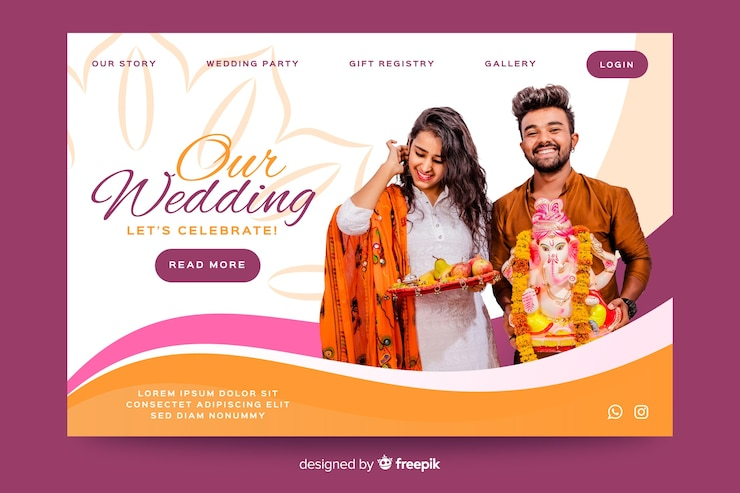 OUR STORY WEDDING PARTY GIFT REGISTRY GALLERY LOGIN
Our
Wedding
LET'S CELEBRATE!
READ MORE
LOREM IPSUM DOLOR SIT
CONSECTET ADIPISCING ELIT
SED DIAM NONUMMY
designed by freepik